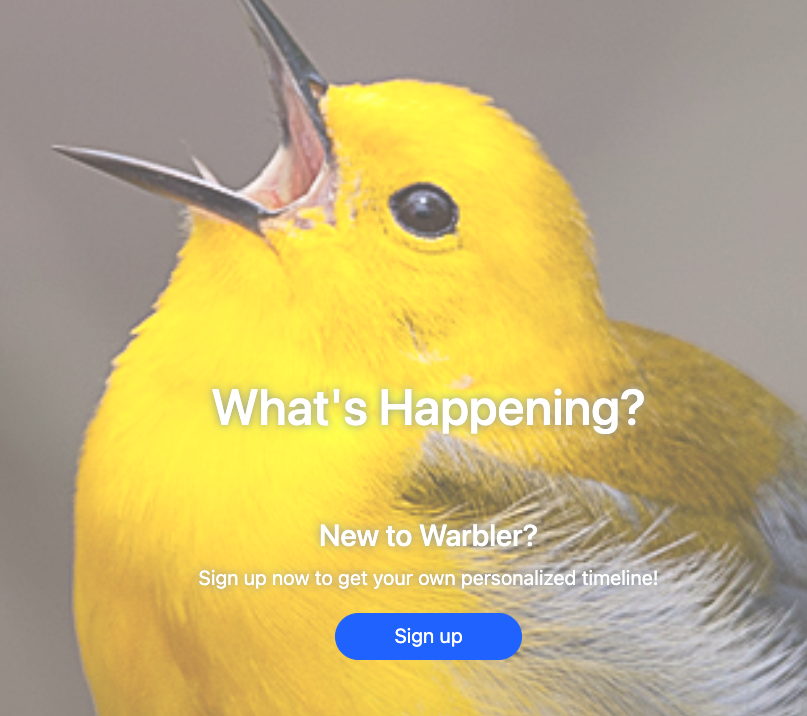 What's Happening?
New to Warbler?
Sign up now to get your own personalized timeline!
Sign up